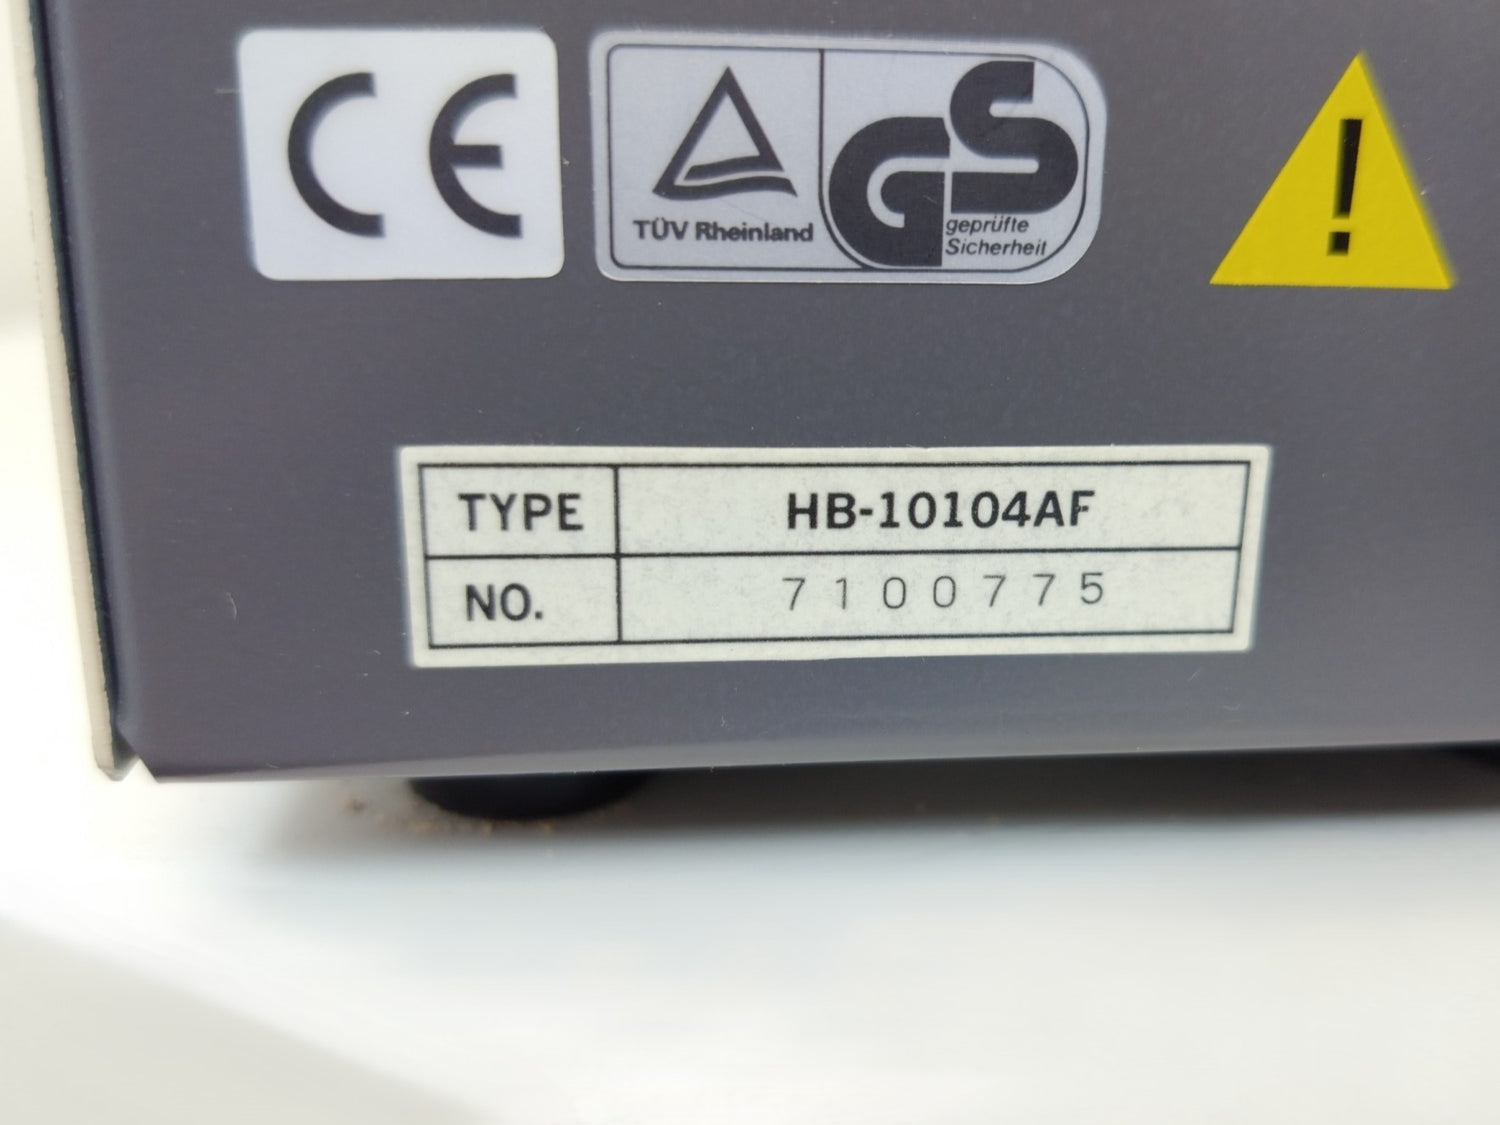 CE
TÜV Rheinland
GS
geprüfte
Sicherheit
!
TYPE HB-10104AF
NO. 7100775